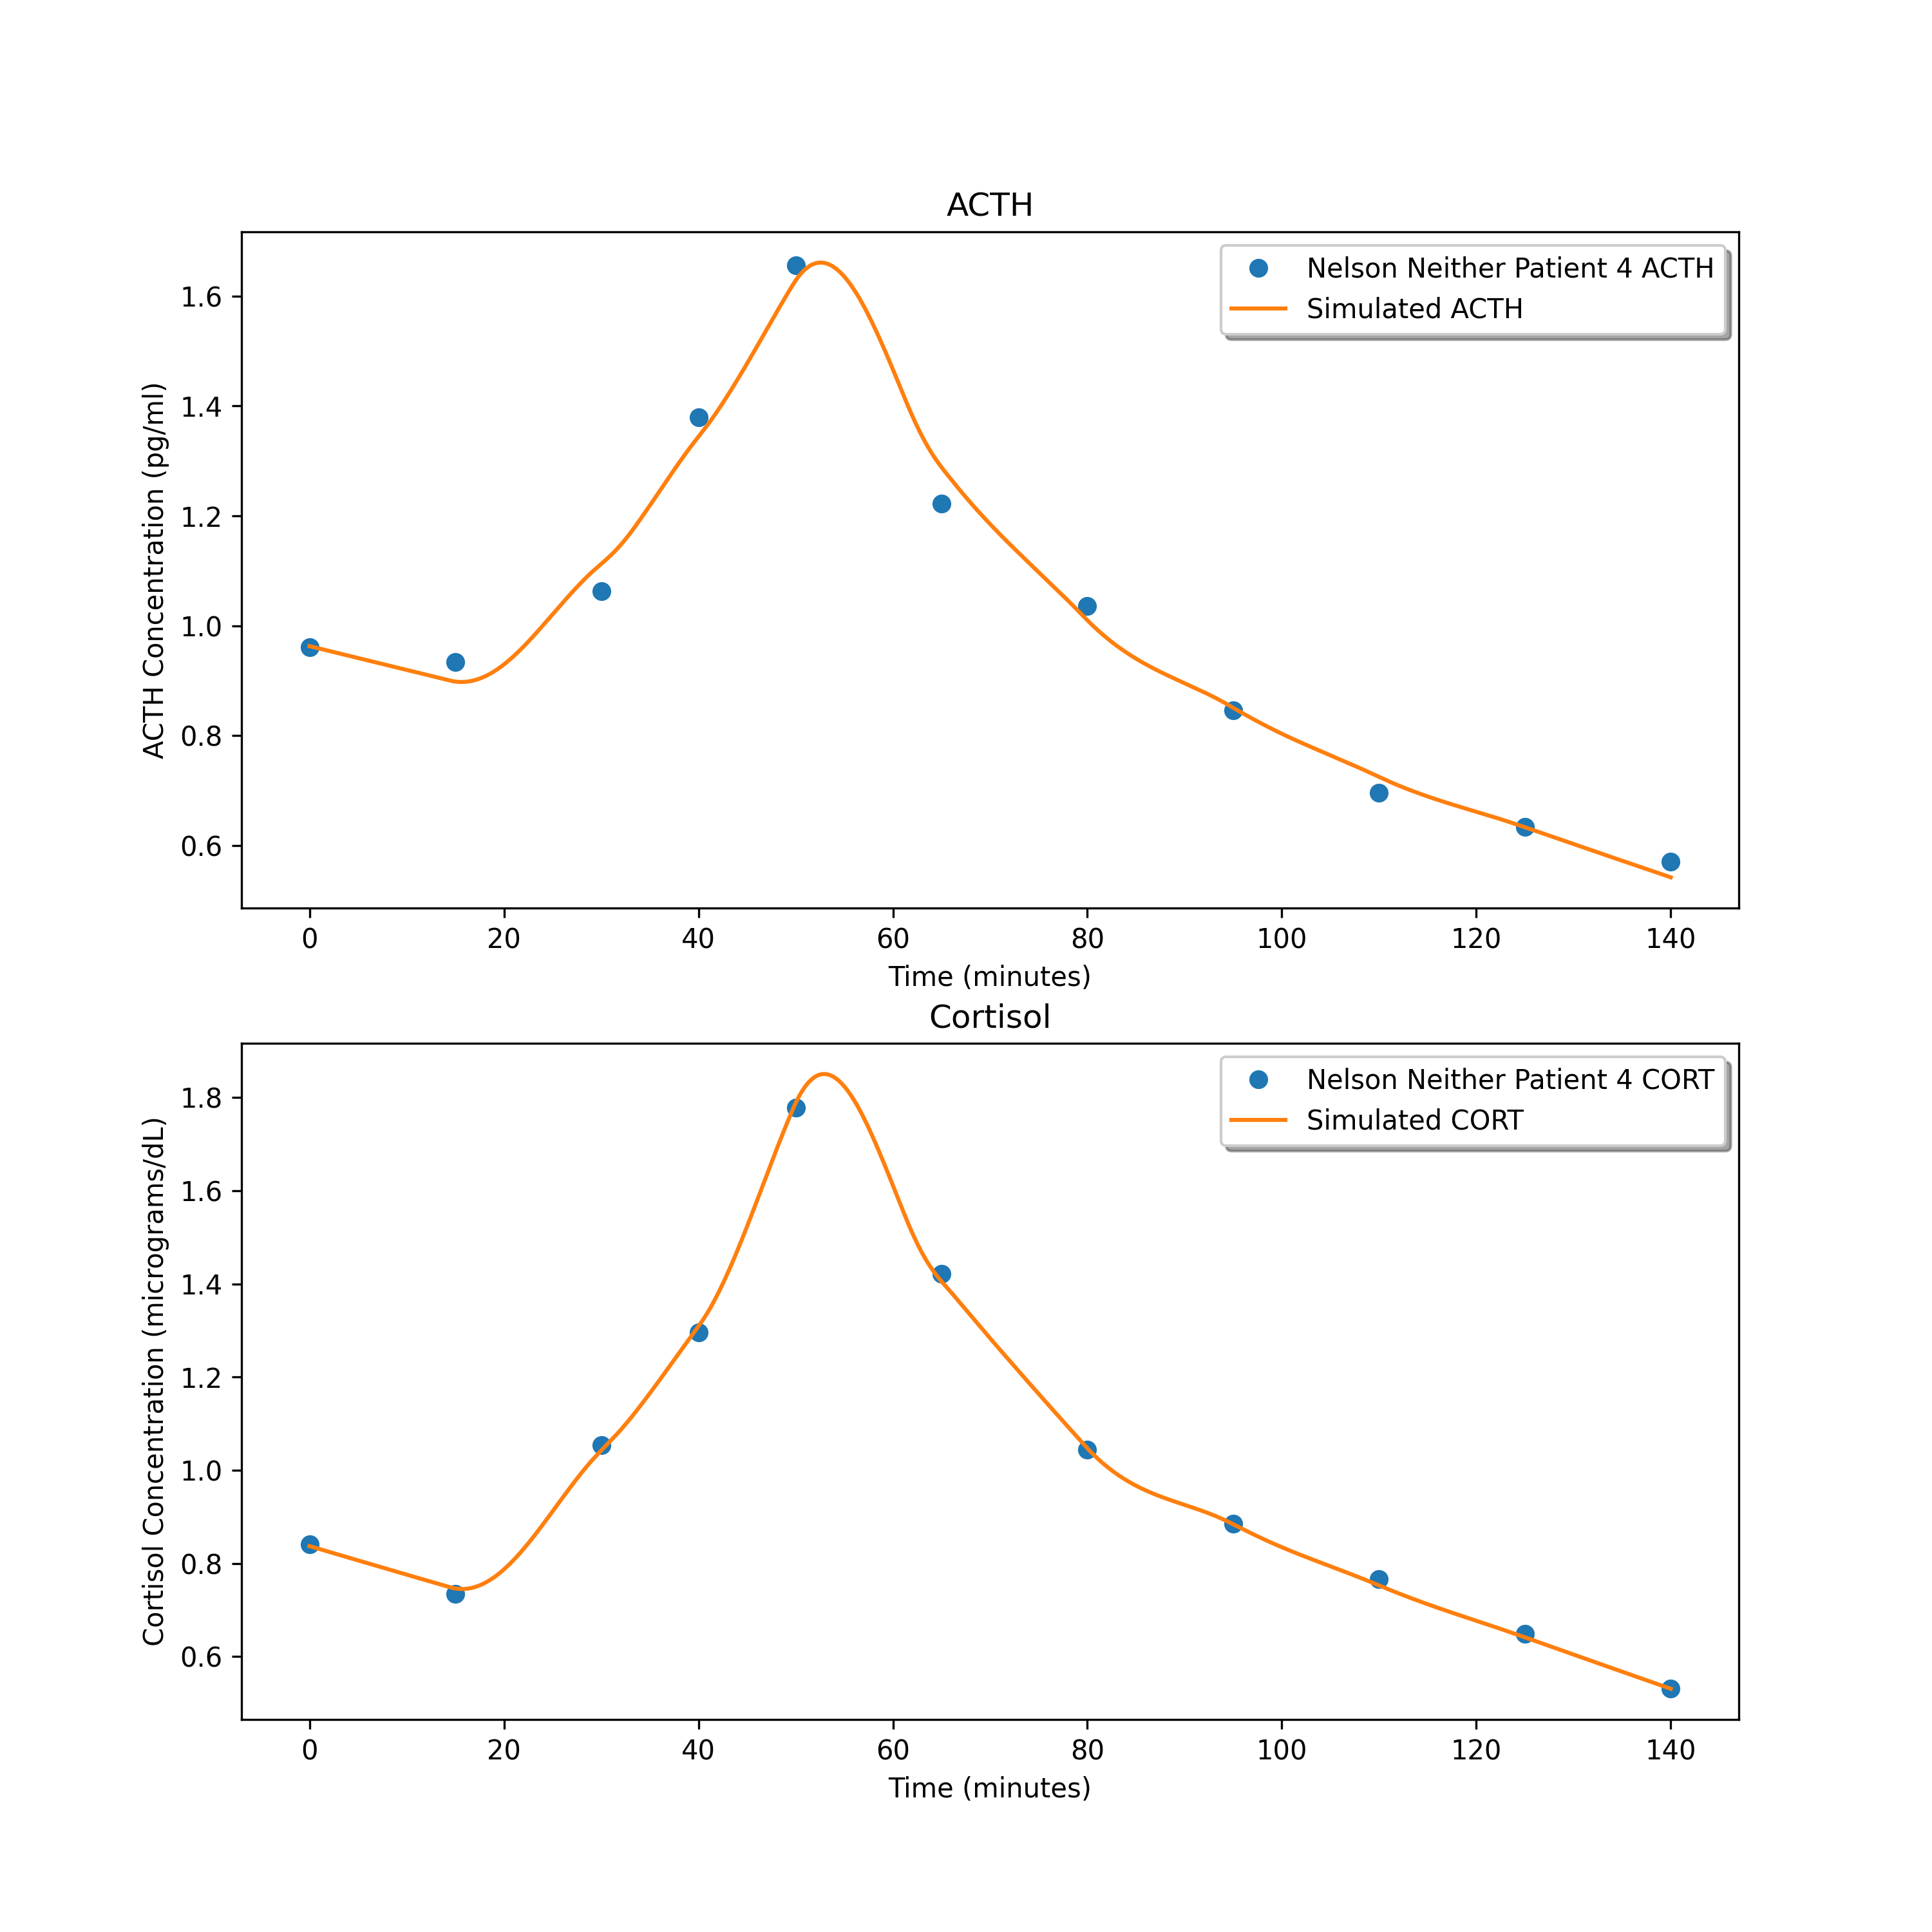 ACTH
Nelson Neither Patient 4 ACTH
Simulated ACTH
ACTH Concentration (pg/ml)
1.6
1.4
1.2
1.0
0.8
0.6
0 20 40 60 80 100 120 140
Time (minutes)
Cortisol
Nelson Neither Patient 4 CORT
Simulated CORT
Cortisol Concentration (micrograms/dL)
1.8
1.6
1.4
1.2
1.0
0.8
0.6
0 20 40 60 80 100 120 140
Time (minutes)